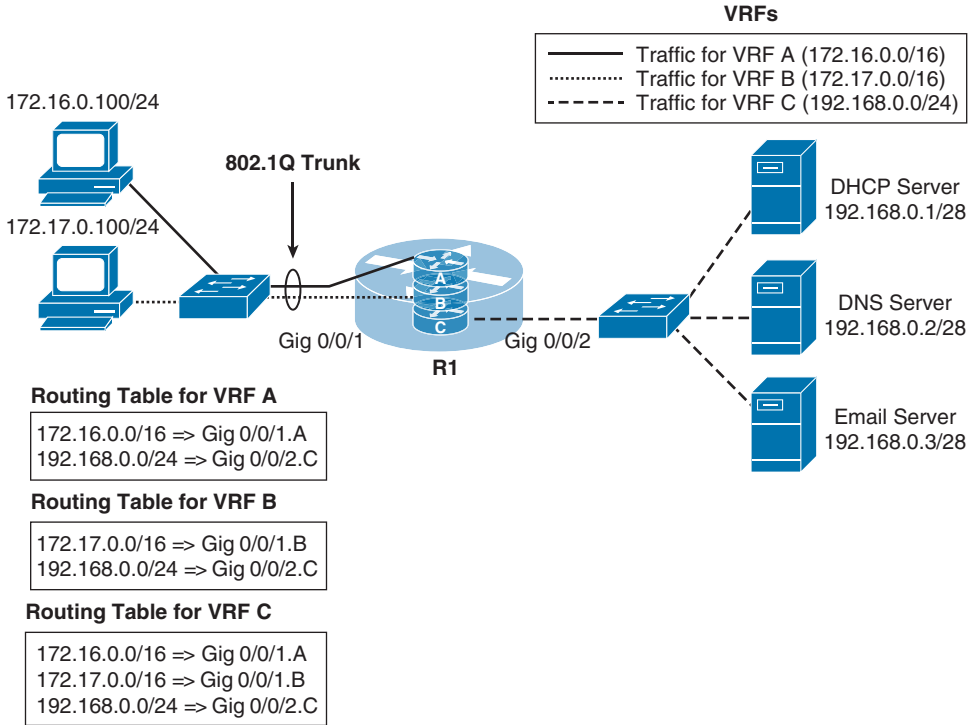 VRFs
Traffic for VRF A (172.16.0.0/16)
Traffic for VRF B (172.17.0.0/16)
Traffic for VRF C (192.168.0.0/24)
172.16.0.100/24
802.1Q Trunk
172.17.0.100/24
DHCP Server
192.168.0.1/28
A
B
C
Gig 0/0/1
Gig 0/0/2
R1
DNS Server
192.168.0.2/28
Email Server
192.168.0.3/28
Routing Table for VRF A
172.16.0.0/16 => Gig 0/0/1.A
192.168.0.0/24 => Gig 0/0/2.C
Routing Table for VRF B
172.17.0.0/16 => Gig 0/0/1.B
192.168.0.0/24 => Gig 0/0/2.C
Routing Table for VRF C
172.16.0.0/16 => Gig 0/0/1.A
172.17.0.0/16 => Gig 0/0/1.B
192.168.0.0/24 => Gig 0/0/2.C